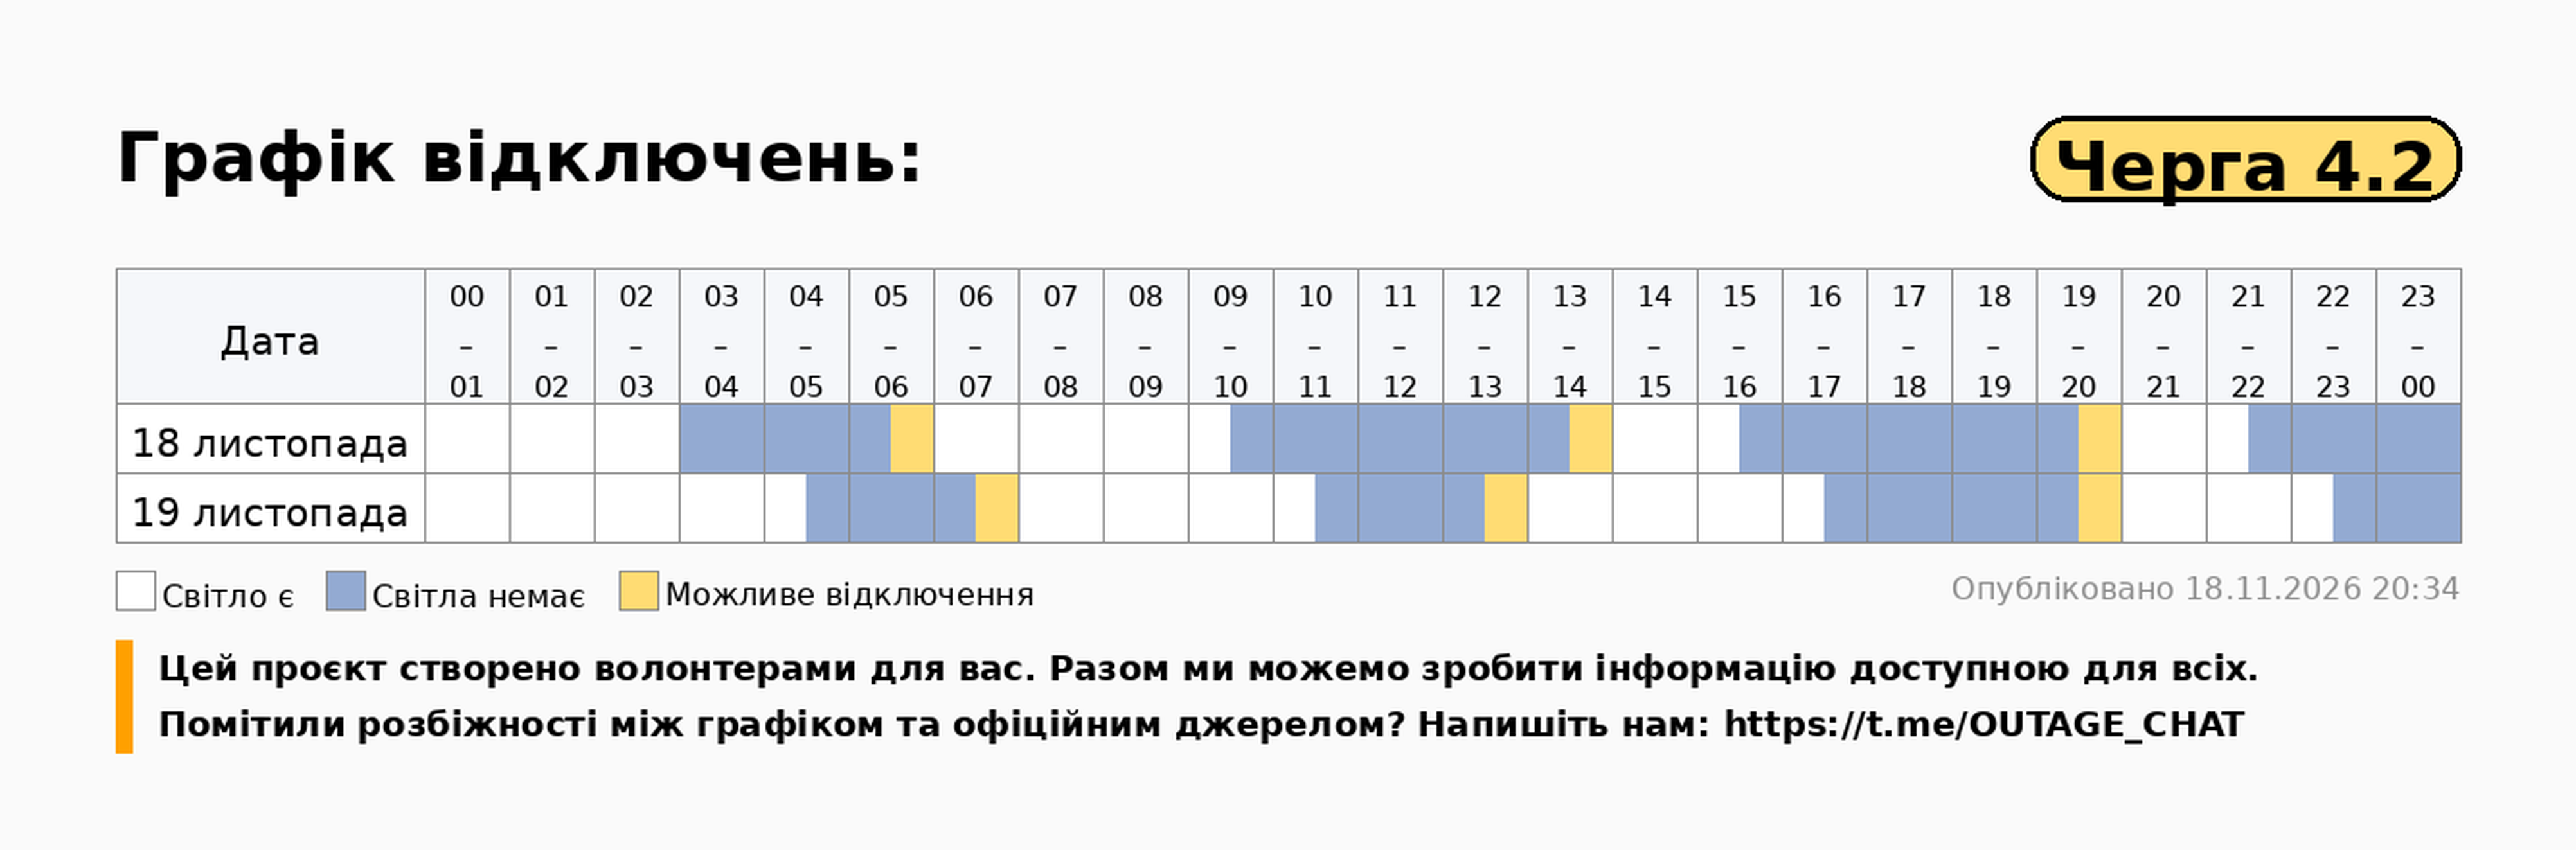 Графік відключень:
Черга 4.2
Дата
00 – 01
01 – 02
02 – 03
03 – 04
04 – 05
05 – 06
06 – 07
07 – 08
08 – 09
09 – 10
10 – 11
11 – 12
12 – 13
13 – 14
14 – 15
15 – 16
16 – 17
17 – 18
18 – 19
19 – 20
20 – 21
21 – 22
22 – 23
23 – 00
18 листопада
19 листопада
Світло є
Світла немає
Можливе відключення
Опубліковано 18.11.2026 20:34
Цей проєкт створено волонтерами для вас. Разом ми можемо зробити інформацію доступною для всіх.
Помітили розбіжності між графіком та офіційним джерелом? Напишіть нам: https://t.me/OUTAGE_CHAT